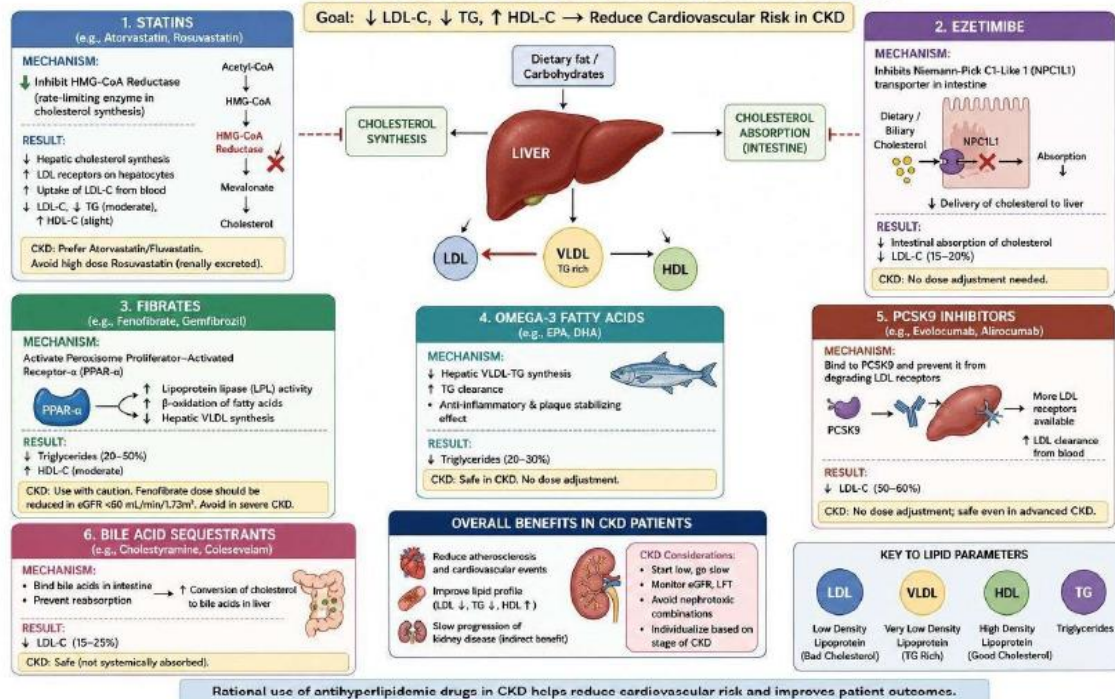 Goal: ↓ LDL-C, ↓ TG, ↑ HDL-C → Reduce Cardiovascular Risk in CKD
1. STATINS
(e.g., Atorvastatin, Rosuvastatin)
MECHANISM:
↓ Inhibit HMG-CoA Reductase
(rate-limiting enzyme in
cholesterol synthesis)
RESULT:
↓ Hepatic cholesterol synthesis
↑ LDL receptors on hepatocytes
↑ Uptake of LDL-C from blood
↓ LDL-C, ↓ TG (moderate),
↑ HDL-C (slight)
Acetyl-CoA
HMG-CoA
HMG-CoA
Reductase
Mevalonate
Cholesterol
CKD: Prefer Atorvastatin/Fluvastatin.
Avoid high dose Rosuvastatin (renally excreted).
Dietary fat /
Carbohydrates
CHOLESTEROL
SYNTHESIS
LIVER
CHOLESTEROL
ABSORPTION
(INTESTINE)
LDL
VLDL
TG rich
HDL
2. EZETIMIBE
MECHANISM:
Inhibits Niemann-Pick C1-Like 1 (NPC1L1)
transporter in intestine
Dietary /
Biliary
Cholesterol
NPC1L1
Absorption
↓
↓ Delivery of cholesterol to liver
RESULT:
↓ Intestinal absorption of cholesterol
↓ LDL-C (15–20%)
CKD: No dose adjustment needed.
3. FIBRATES
(e.g., Fenofibrate, Gemfibrozil)
MECHANISM:
Activate Peroxisome Proliferator–Activated
Receptor-α (PPAR-α)
PPAR-α
↑ Lipoprotein lipase (LPL) activity
↑ β-oxidation of fatty acids
↓ Hepatic VLDL synthesis
RESULT:
↓ Triglycerides (20–50%)
↑ HDL-C (moderate)
CKD: Use with caution. Fenofibrate dose should be
reduced in eGFR <60 mL/min/1.73m². Avoid in severe CKD.
4. OMEGA-3 FATTY ACIDS
(e.g., EPA, DHA)
MECHANISM:
↓ Hepatic VLDL-TG synthesis
↑ TG clearance
• Anti-inflammatory & plaque stabilizing
effect
RESULT:
↓ Triglycerides (20–30%)
CKD: Safe in CKD. No dose adjustment.
5. PCSK9 INHIBITORS
(e.g., Evolocumab, Alirocumab)
MECHANISM:
Bind to PCSK9 and prevent it from
degrading LDL receptors
PCSK9
More LDL
receptors
available
↑ LDL clearance
from blood
RESULT:
↓ LDL-C (50–60%)
CKD: No dose adjustment; safe even in advanced CKD.
6. BILE ACID SEQUESTRANTS
(e.g., Cholestyramine, Colesevelam)
MECHANISM:
• Bind bile acids in intestine
• Prevent reabsorption
↑ Conversion of cholesterol
to bile acids in liver
RESULT:
↓ LDL-C (15–25%)
CKD: Safe (not systemically absorbed).
OVERALL BENEFITS IN CKD PATIENTS
Reduce atherosclerosis
and cardiovascular events
Improve lipid profile
(LDL ↓, TG ↓, HDL ↑)
Slow progression of
kidney disease (indirect benefit)
CKD Considerations:
• Start low, go slow
• Monitor eGFR, LFT
• Avoid nephrotoxic
combinations
• Individualize based on
stage of CKD
KEY TO LIPID PARAMETERS
LDL
VLDL
HDL
TG
Low Density
Lipoprotein
(Bad Cholesterol)
Very Low Density
Lipoprotein
(TG Rich)
High Density
Lipoprotein
(Good Cholesterol)
Triglycerides
Rational use of antihyperlipidemic drugs in CKD helps reduce cardiovascular risk and improves patient outcomes.